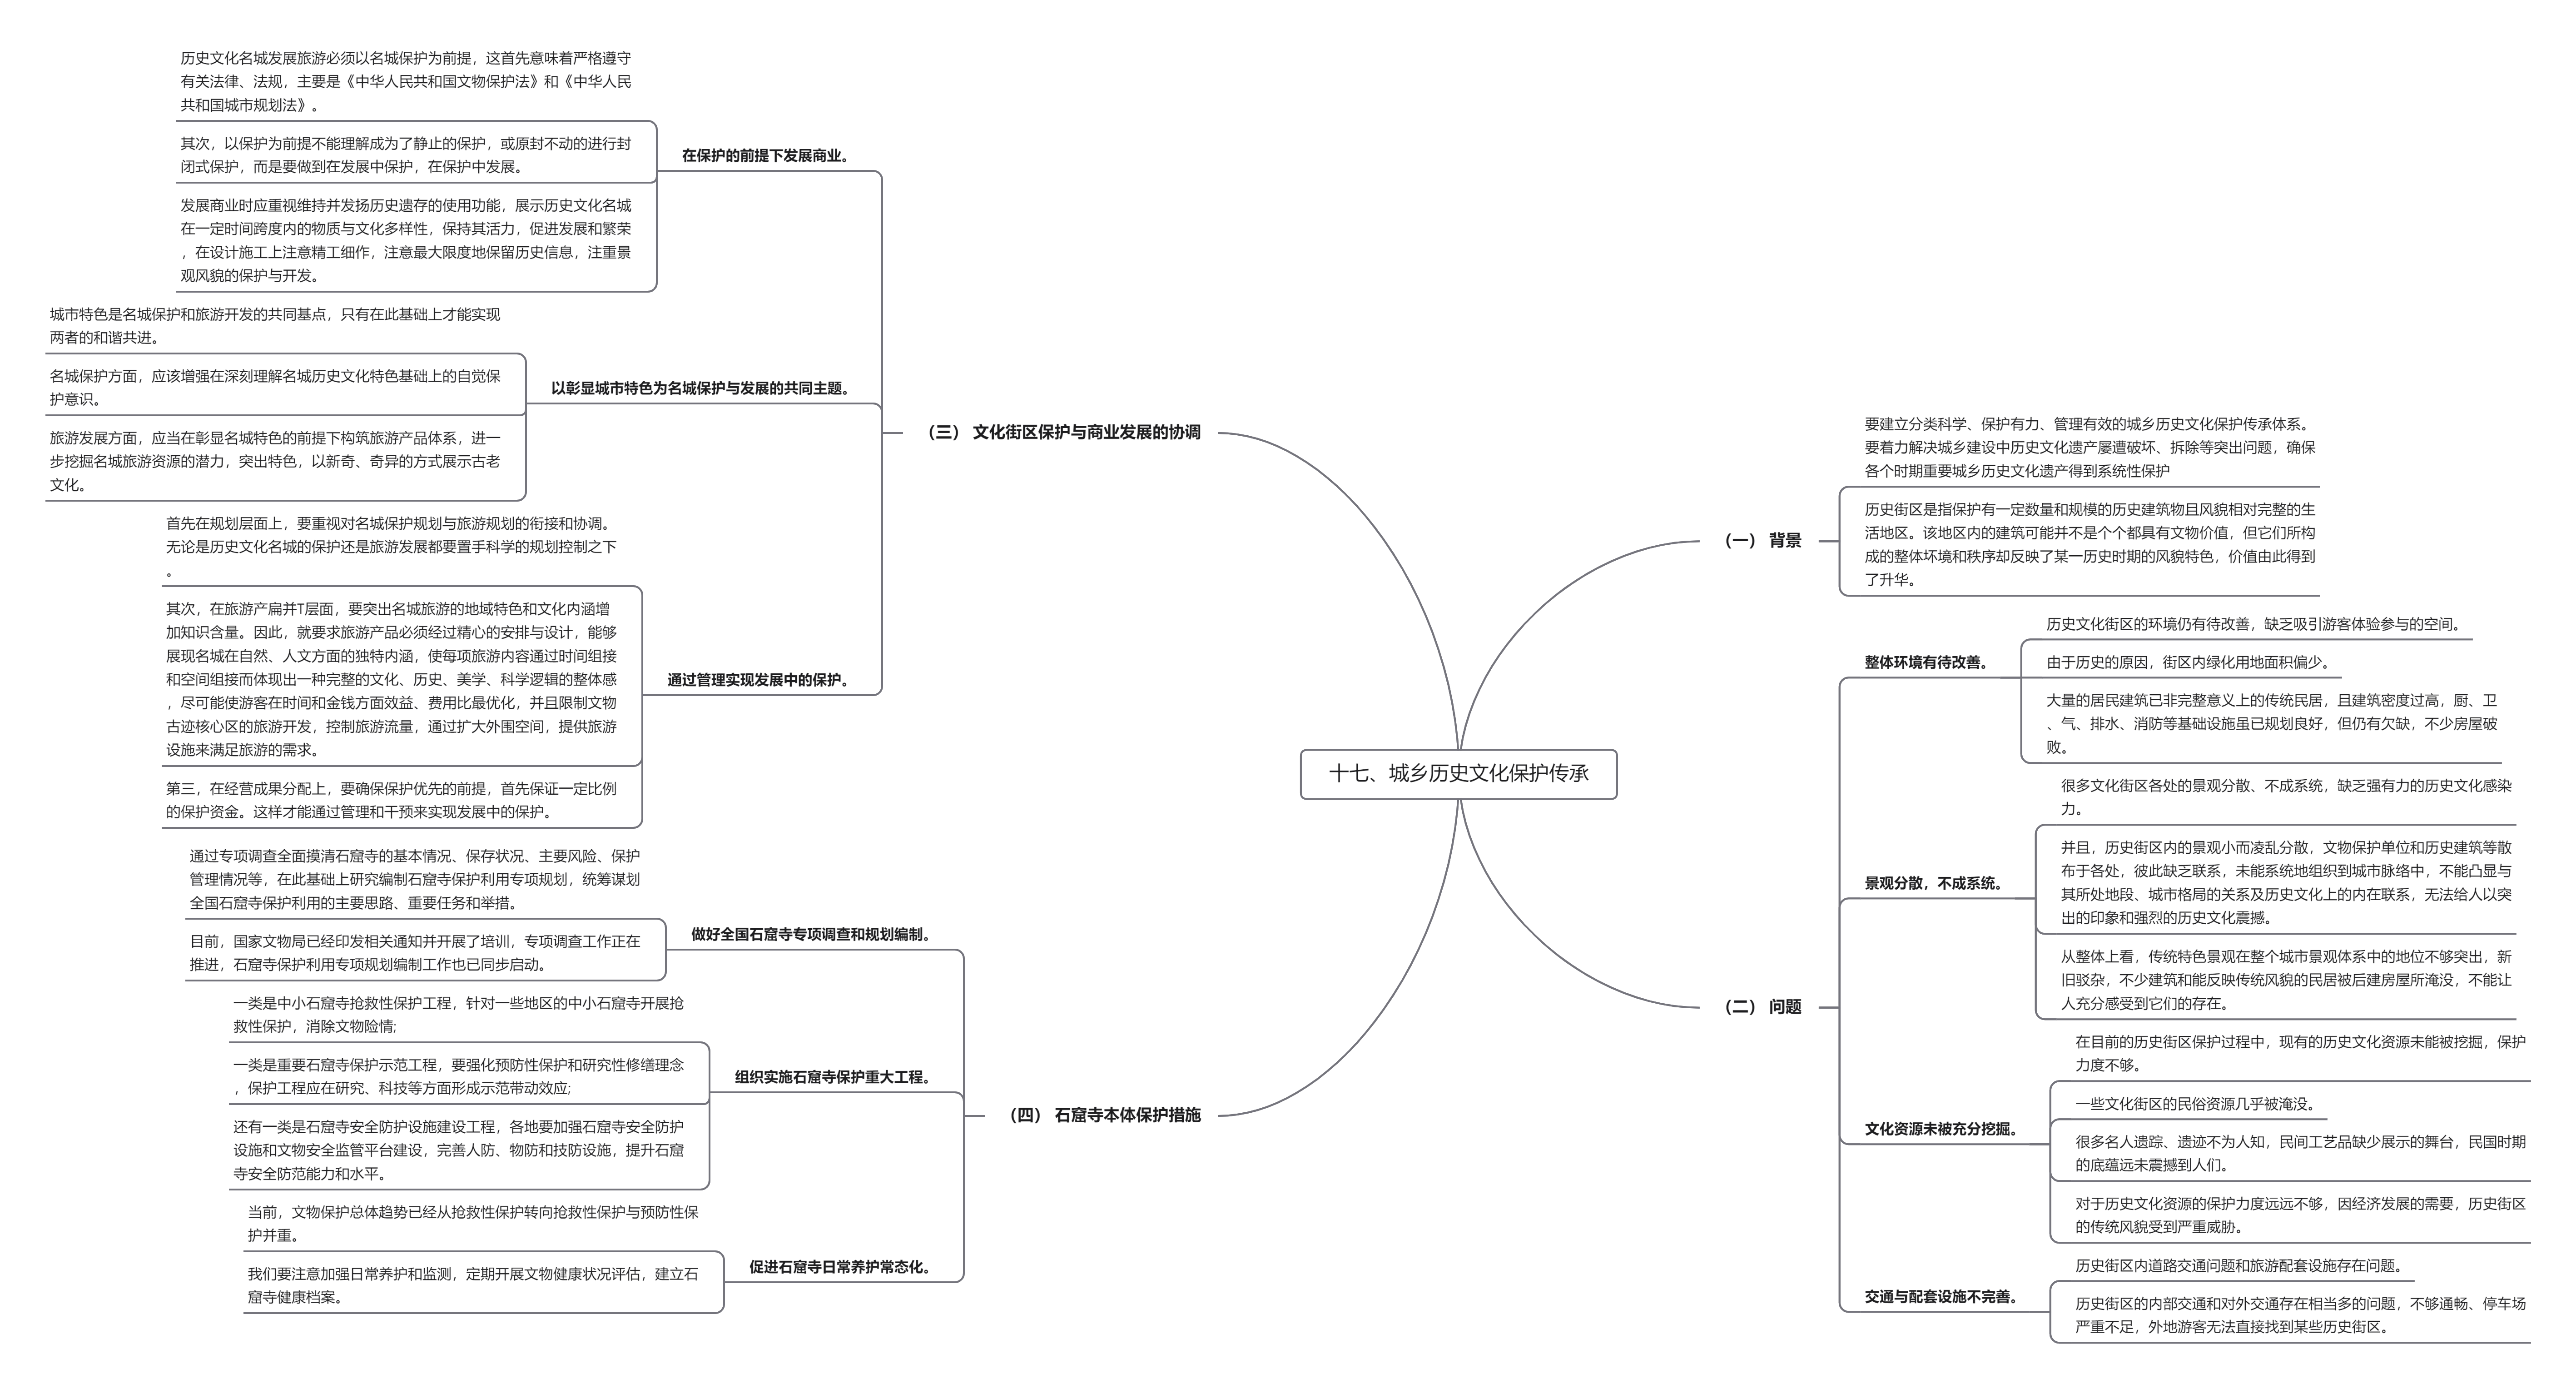 十七、城乡历史文化保护传承
（一） 背景
要建立分类科学、保护有力、管理有效的城乡历史文化保护传承体系。
要着力解决城乡建设中历史文化遗产屡遭破坏、拆除等突出问题，确保
各个时期重要城乡历史文化遗产得到系统性保护
历史街区是指保护有一定数量和规模的历史建筑物且风貌相对完整的生
活地区。该地区内的建筑可能并不是个个都具有文物价值，但它们所构
成的整体坏境和秩序却反映了某一历史时期的风貌特色，价值由此得到
了升华。
（二） 问题
整体环境有待改善。
历史文化街区的环境仍有待改善，缺乏吸引游客体验参与的空间。
由于历史的原因，街区内绿化用地面积偏少。
大量的居民建筑已非完整意义上的传统民居，且建筑密度过高，厨、卫
、气、排水、消防等基础设施虽已规划良好，但仍有欠缺，不少房屋破
败。
景观分散，不成系统。
很多文化街区各处的景观分散、不成系统，缺乏强有力的历史文化感染
力。
并且，历史街区内的景观小而凌乱分散，文物保护单位和历史建筑等散
布于各处，彼此缺乏联系，未能系统地组织到城市脉络中，不能凸显与
其所处地段、城市格局的关系及历史文化上的内在联系，无法给人以突
出的印象和强烈的历史文化震撼。
从整体上看，传统特色景观在整个城市景观体系中的地位不够突出，新
旧驳杂，不少建筑和能反映传统风貌的民居被后建房屋所淹没，不能让
人充分感受到它们的存在。
文化资源未被充分挖掘。
在目前的历史街区保护过程中，现有的历史文化资源未能被挖掘，保护
力度不够。
一些文化街区的民俗资源几乎被淹没。
很多名人遗踪、遗迹不为人知，民间工艺品缺少展示的舞台，民国时期
的底蕴远未震撼到人们。
对于历史文化资源的保护力度远远不够，因经济发展的需要，历史街区
的传统风貌受到严重威胁。
交通与配套设施不完善。
历史街区内道路交通问题和旅游配套设施存在问题。
历史街区的内部交通和对外交通存在相当多的问题，不够通畅、停车场
严重不足，外地游客无法直接找到某些历史街区。
（三） 文化街区保护与商业发展的协调
在保护的前提下发展商业。
历史文化名城发展旅游必须以名城保护为前提，这首先意味着严格遵守
有关法律、法规，主要是《中华人民共和国文物保护法》和《中华人民
共和国城市规划法》。
其次，以保护为前提不能理解成为了静止的保护，或原封不动的进行封
闭式保护，而是要做到在发展中保护，在保护中发展。
发展商业时应重视维持并发扬历史遗存的使用功能，展示历史文化名城
在一定时间跨度内的物质与文化多样性，保持其活力，促进发展和繁荣
，在设计施工上注意精工细作，注意最大限度地保留历史信息，注重景
观风貌的保护与开发。
以彰显城市特色为名城保护与发展的共同主题。
城市特色是名城保护和旅游开发的共同基点，只有在此基础上才能实现
两者的和谐共进。
名城保护方面，应该增强在深刻理解名城历史文化特色基础上的自觉保
护意识。
旅游发展方面，应当在彰显名城特色的前提下构筑旅游产品体系，进一
步挖掘名城旅游资源的潜力，突出特色，以新奇、奇异的方式展示古老
文化。
通过管理实现发展中的保护。
首先在规划层面上，要重视对名城保护规划与旅游规划的衔接和协调。
无论是历史文化名城的保护还是旅游发展都要置手科学的规划控制之下
。
其次，在旅游产扁并T层面，要突出名城旅游的地域特色和文化内涵增
加知识含量。因此，就要求旅游产品必须经过精心的安排与设计，能够
展现名城在自然、人文方面的独特内涵，使每项旅游内容通过时间组接
和空间组接而体现出一种完整的文化、历史、美学、科学逻辑的整体感
，尽可能使游客在时间和金钱方面效益、费用比最优化，并且限制文物
古迹核心区的旅游开发，控制旅游流量，通过扩大外围空间，提供旅游
设施来满足旅游的需求。
第三，在经营成果分配上，要确保保护优先的前提，首先保证一定比例
的保护资金。这样才能通过管理和干预来实现发展中的保护。
（四） 石窟寺本体保护措施
做好全国石窟寺专项调查和规划编制。
通过专项调查全面摸清石窟寺的基本情况、保存状况、主要风险、保护
管理情况等，在此基础上研究编制石窟寺保护利用专项规划，统筹谋划
全国石窟寺保护利用的主要思路、重要任务和举措。
目前，国家文物局已经印发相关通知并开展了培训，专项调查工作正在
推进，石窟寺保护利用专项规划编制工作也已同步启动。
组织实施石窟寺保护重大工程。
一类是中小石窟寺抢救性保护工程，针对一些地区的中小石窟寺开展抢
救性保护，消除文物险情;
一类是重要石窟寺保护示范工程，要强化预防性保护和研究性修缮理念
，保护工程应在研究、科技等方面形成示范带动效应;
还有一类是石窟寺安全防护设施建设工程，各地要加强石窟寺安全防护
设施和文物安全监管平台建设，完善人防、物防和技防设施，提升石窟
寺安全防范能力和水平。
促进石窟寺日常养护常态化。
当前，文物保护总体趋势已经从抢救性保护转向抢救性保护与预防性保
护并重。
我们要注意加强日常养护和监测，定期开展文物健康状况评估，建立石
窟寺健康档案。